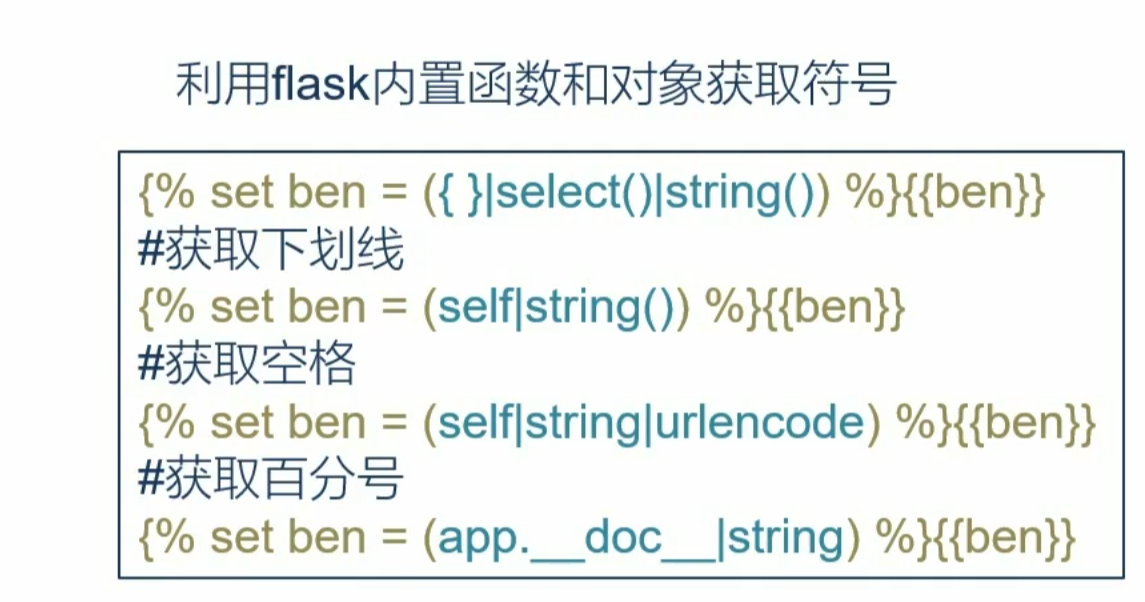 利用flask内置函数和对象获取符号
{% set ben = ({ }|select()|string()) %}{{ben}}
#获取下划线
{% set ben = (self|string()) %}{{ben}}
#获取空格
{% set ben = (self|string|urlencode) %}{{ben}}
#获取百分号
{% set ben = (app.__doc__|string) %}{{ben}}